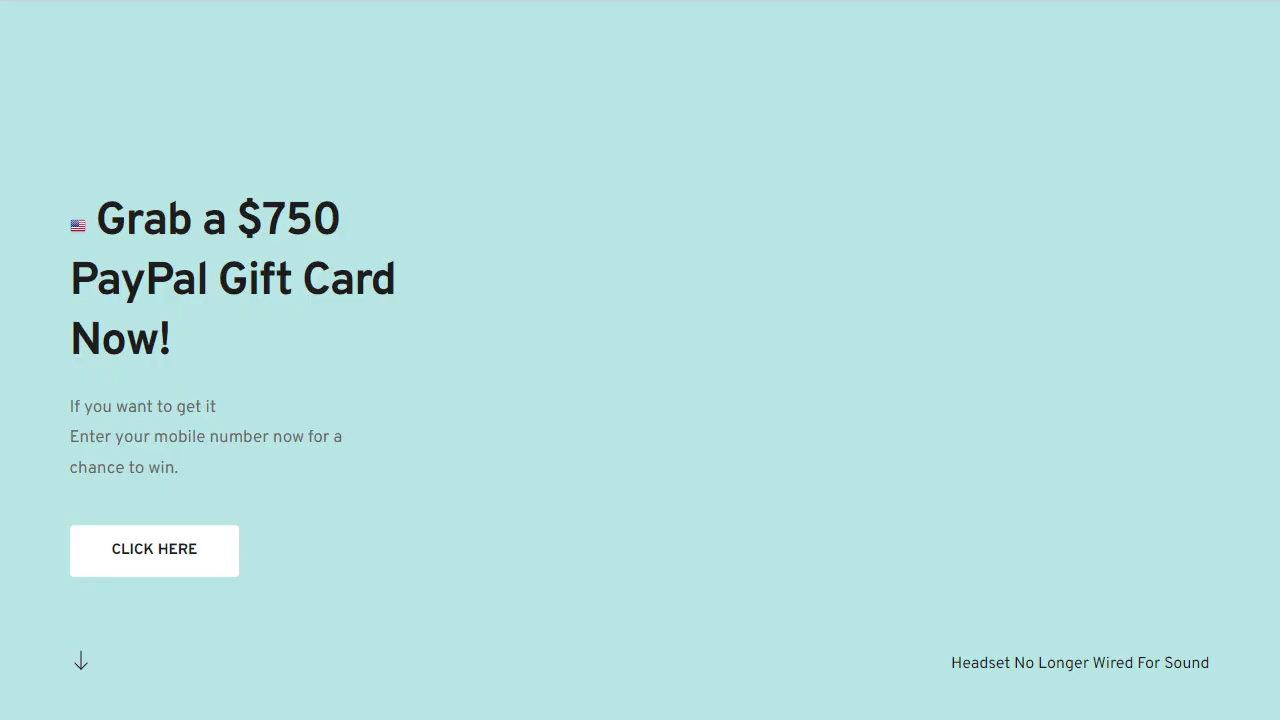 Grab a $750
PayPal Gift Card
Now!
If you want to get it
Enter your mobile number now for a
chance to win.
CLICK HERE
Headset No Longer Wired For Sound